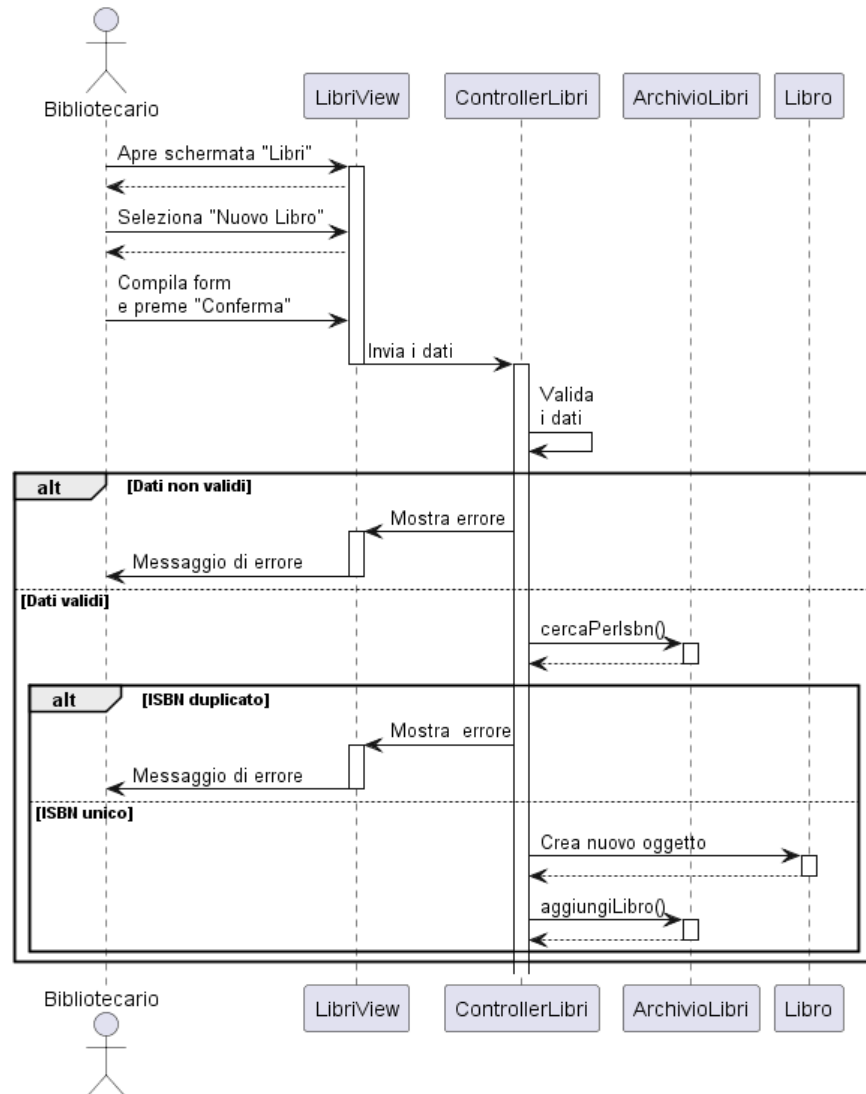 Bibliotecario
LibriView
ControllerLibri
ArchivioLibri
Libro
Apre schermata "Libri"
Seleziona "Nuovo Libro"
Compila form
e preme "Conferma"
Invia i dati
Valida
i dati
alt
[Dati non validi]
Mostra errore
Messaggio di errore
[Dati validi]
cercaPerIsbn()
alt
[ISBN duplicato]
Mostra  errore
Messaggio di errore
[ISBN unico]
Crea nuovo oggetto
aggiungiLibro()
Bibliotecario
LibriView
ControllerLibri
ArchivioLibri
Libro